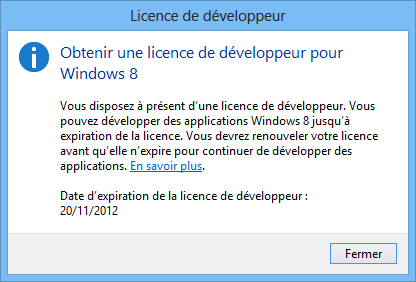 Licence de développeur
Obtenir une licence de développeur pour
Windows 8
Vous disposez à présent d'une licence de développeur. Vous
pouvez développer des applications Windows 8 jusqu'à
expiration de la licence. Vous devrez renouveler votre licence
avant qu'elle n'expire pour continuer de développer des
applications. En savoir plus.
Date d'expiration de la licence de développeur :
20/11/2012
Fermer